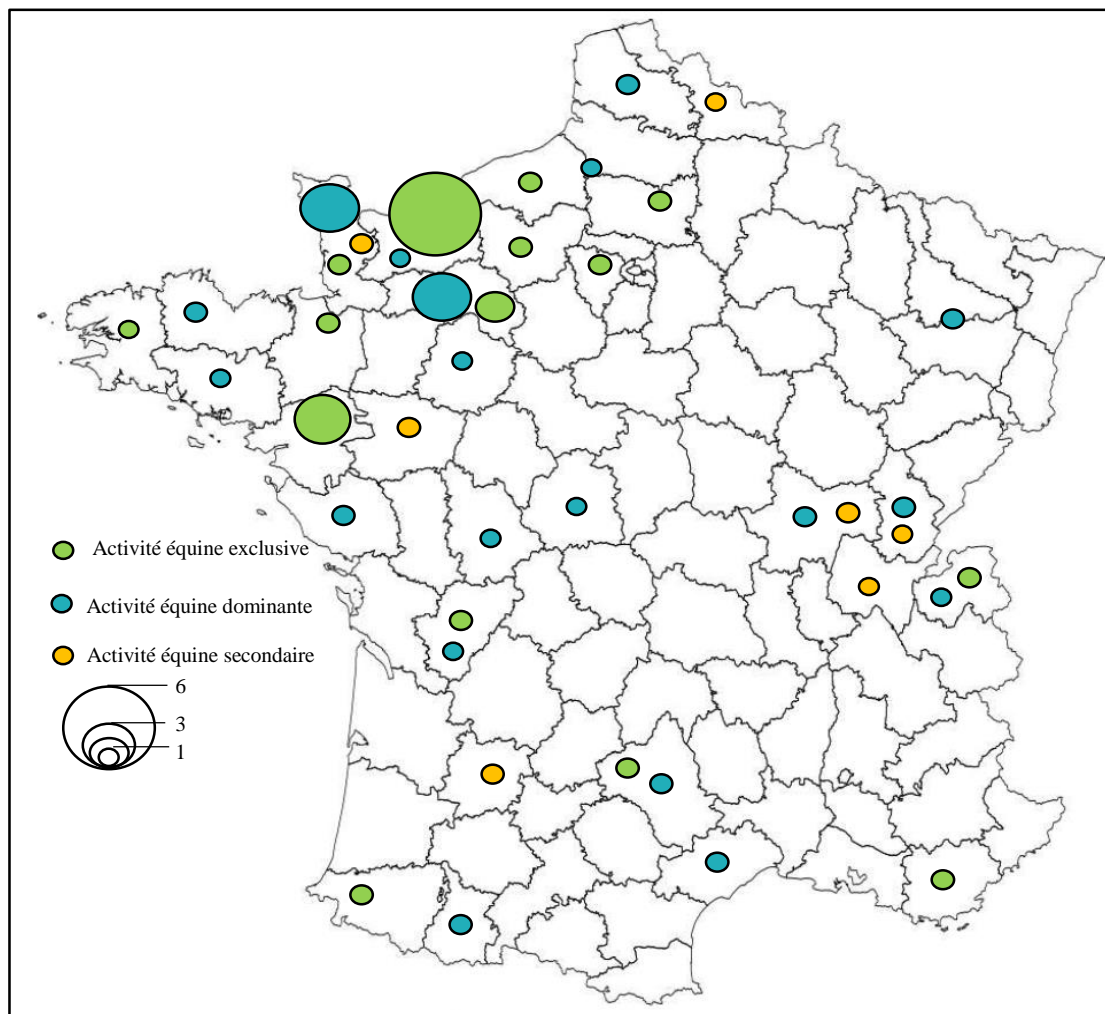 Activité équine exclusive
Activité équine dominante
Activité équine secondaire
6
3
1